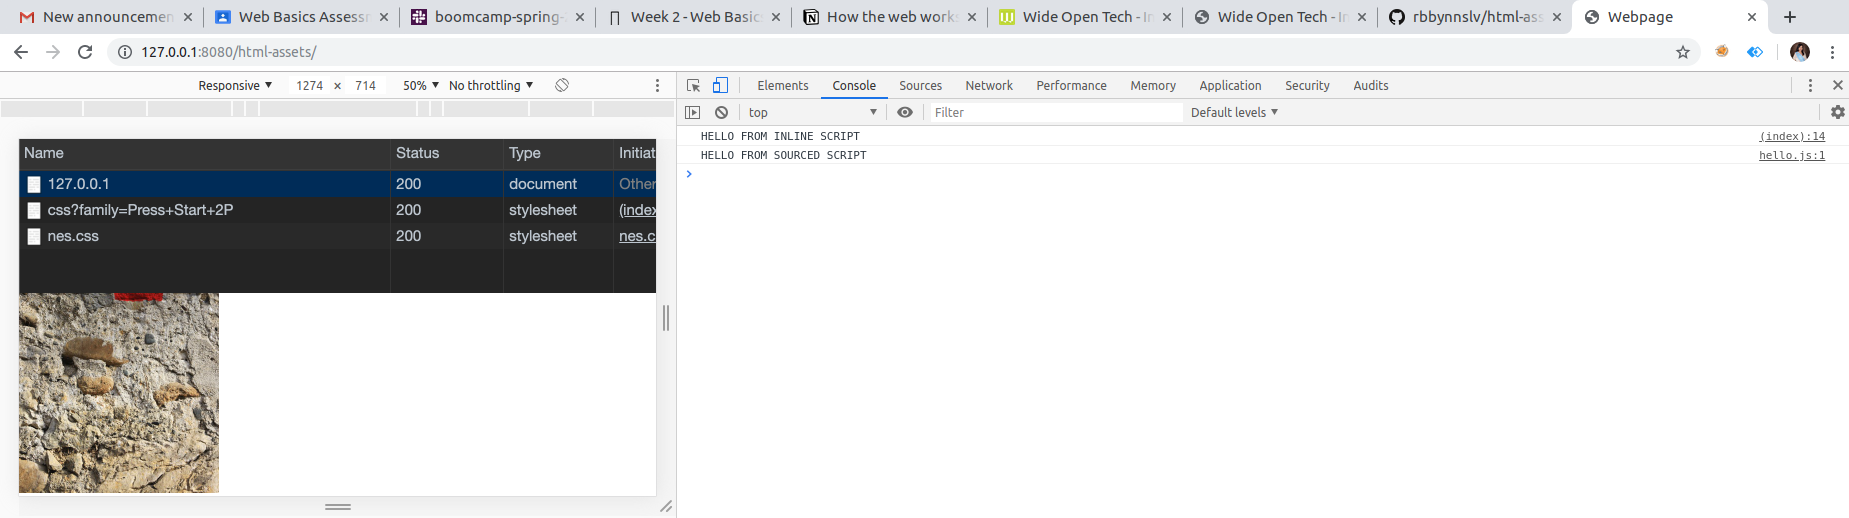 New announcemen
Web Basics Assessm
boomcamp-spring-
Week 2 - Web Basic
How the web works
Wide Open Tech - In
Wide Open Tech - In
rbbynnslv/html-ass
Webpage
127.0.0.1:8080/html-assets/
Responsive 1274 × 714 50% No throttling
Elements Console Sources Network Performance Memory Application Security Audits
top Filter Default levels
HELLO FROM INLINE SCRIPT (index):14
HELLO FROM SOURCED SCRIPT hello.js:1
Name Status Type Initiat
127.0.0.1 200 document Other
css?family=Press+Start+2P 200 stylesheet (index
nes.css 200 stylesheet nes.c